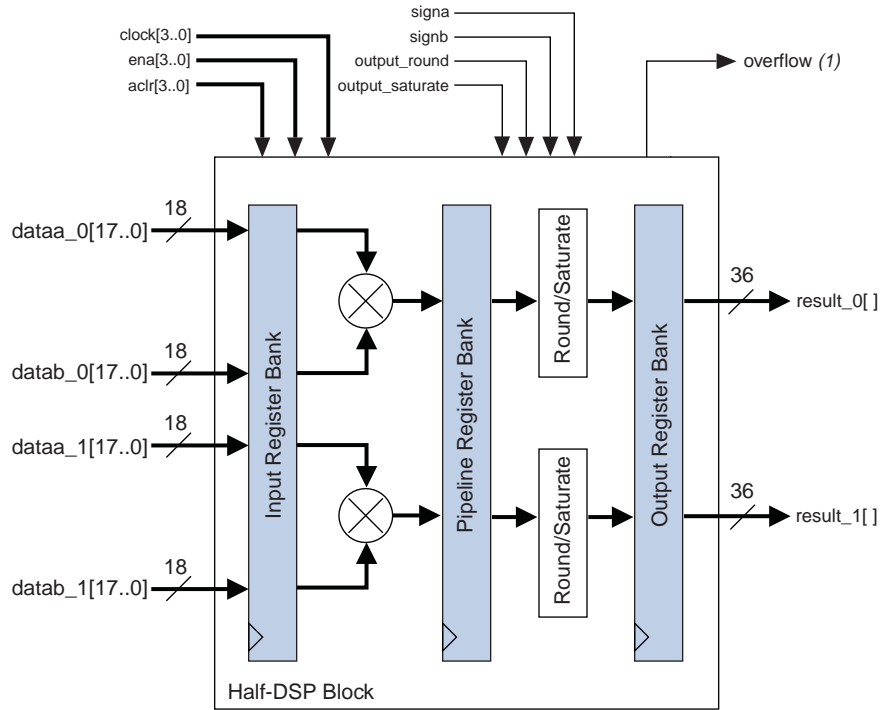 signa
clock[3..0]
signb
ena[3..0]
output_round
overflow (1)
aclr[3..0]
output_saturate
18
dataa_0[17..0]
36
result_0[ ]
18
datab_0[17..0]
18
dataa_1[17..0]
36
result_1[ ]
18
datab_1[17..0]
Input Register Bank
Pipeline Register Bank
Round/Saturate
Round/Saturate
Output Register Bank
Half-DSP Block